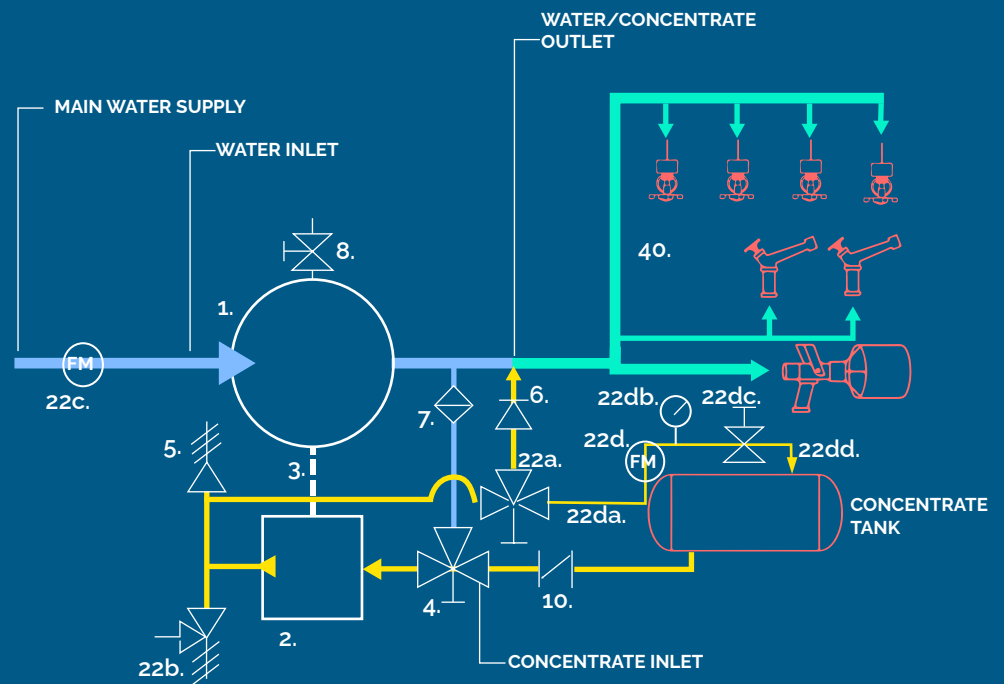 WATER/CONCENTRATE
OUTLET
MAIN WATER SUPPLY
WATER INLET
8.
40.
1.
FM
22c.
22db.
22dc.
6.
7.
5.
22d.
FM
22dd.
22a.
3.
22da.
CONCENTRATE
TANK
4.
10.
2.
CONCENTRATE INLET
22b.